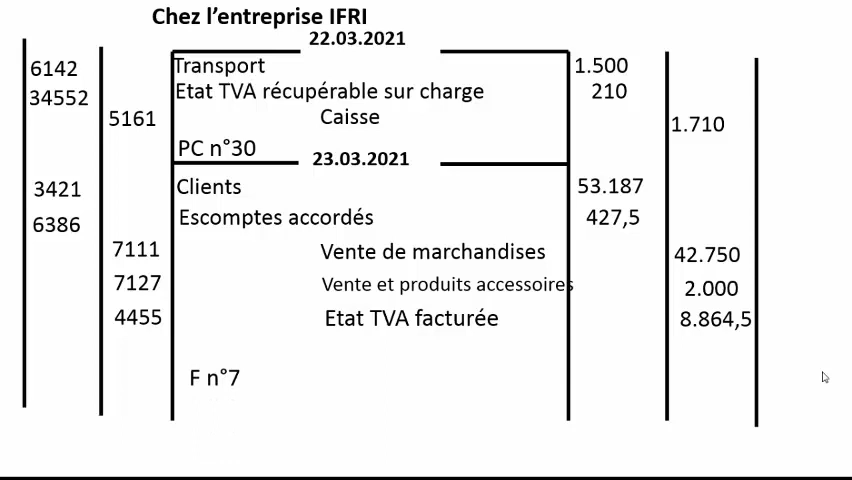 Chez l’entreprise IFRI
22.03.2021
6142 Transport 1.500
34552 Etat TVA récupérable sur charge 210
5161 Caisse 1.710
PC n°30
23.03.2021
3421 Clients 53.187
6386 Escomptes accordés 427,5
7111 Vente de marchandises 42.750
7127 Vente et produits accessoires 2.000
4455 Etat TVA facturée 8.864,5
F n°7